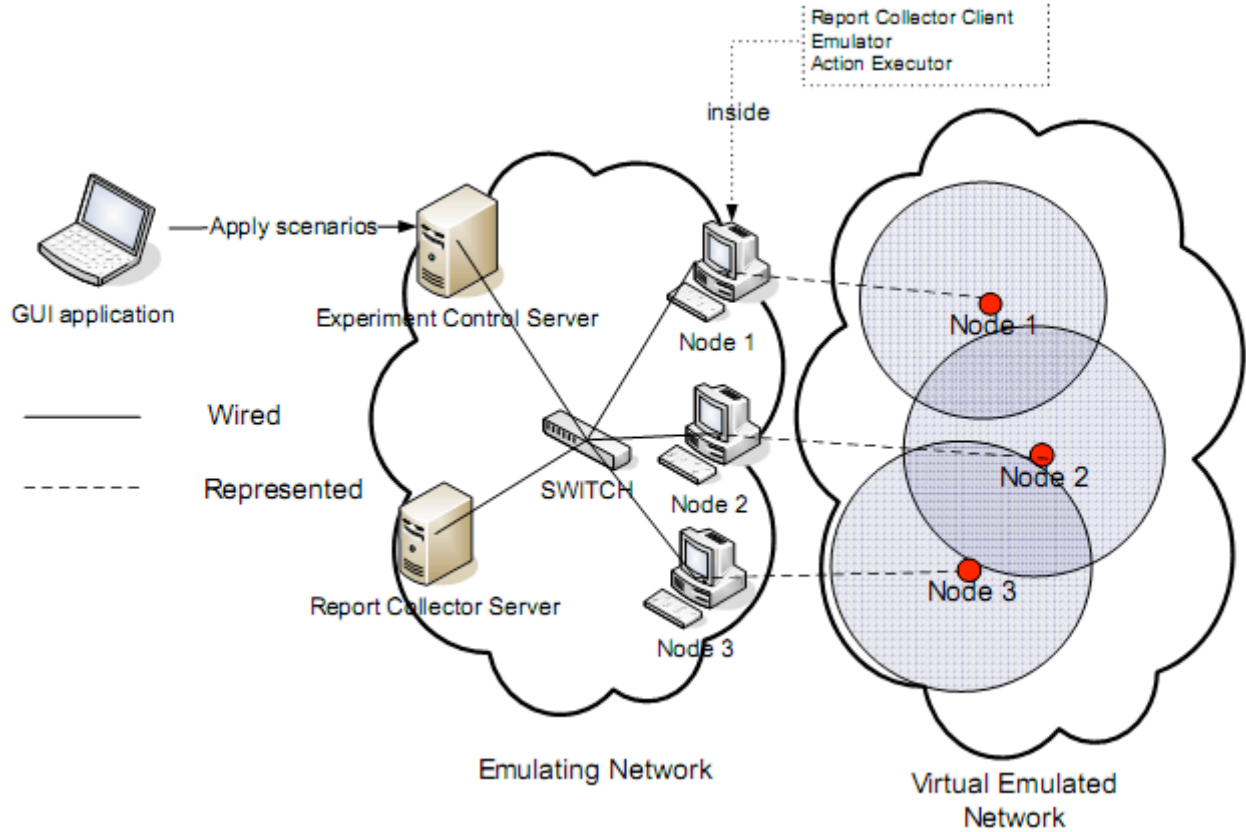 Report Collector Client
Emulator
Action Executor
inside
Apply scenarios
GUI application
Experiment Control Server
Node 1
Node 1
Wired
Represented
SWITCH
Node 2
Node 2
Report Collector Server
Node 3
Node 3
Emulating Network
Virtual Emulated
Network